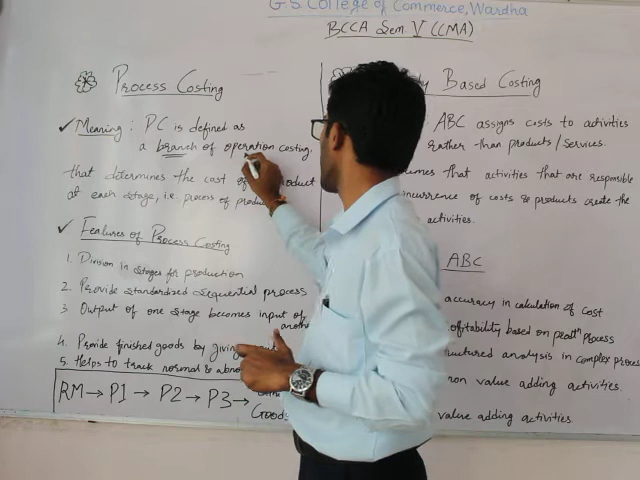 G.S. College of Commerce, Wardha
BCCA Sem V (CMA)
Process Costing
✓ Meaning : PC is defined as
a branch of operation costing,
that determines the cost of product
at each stage, i.e. process of
✓ Features of Process Costing
1. Division in stages for production
2. Provide standardized sequential process
3 Output of one stage becomes input of
another
4. Provide finished goods by giving
5. Helps to track normal &
RM → P1 → P2 → P3 →
Goods
Based Costing
ABC assigns costs to activities
rather than products / services.
that activities that are responsible
incurrence of costs & products create the
activities.
ABC
accuracy in calculation of cost
based on process
analysis in complex process
non value adding activities.
value adding activities.